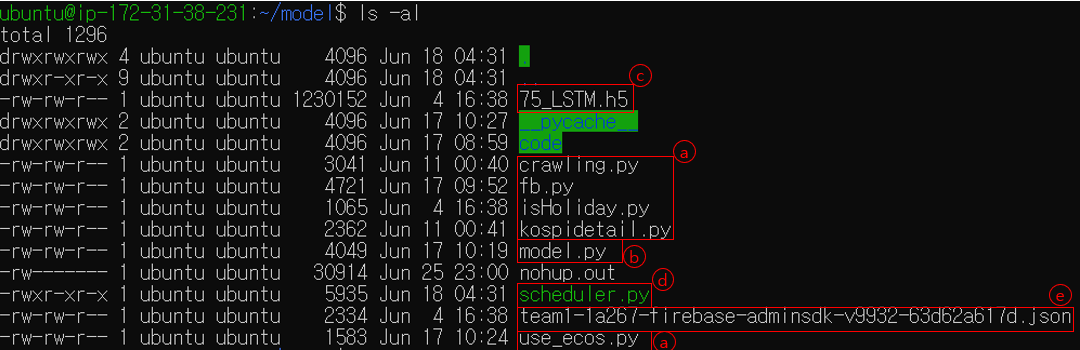 ubuntu@ip-172-31-38-231:~/model$ ls -al
total 1296
drwxrwxrwx 4 ubuntu ubuntu 4096 Jun 18 04:31 .
drwxr-xr-x 9 ubuntu ubuntu 4096 Jun 18 04:31 ..
ⓒ
-rw-rw-r-- 1 ubuntu ubuntu 1230152 Jun 4 16:38 75_LSTM.h5
drwxrwxrwx 2 ubuntu ubuntu 4096 Jun 17 10:27 __pycache__
drwxrwxrwx 2 ubuntu ubuntu 4096 Jun 17 08:59 code
ⓐ
-rw-rw-r-- 1 ubuntu ubuntu 3041 Jun 11 00:40 crawling.py
-rw-rw-r-- 1 ubuntu ubuntu 4721 Jun 17 09:52 fb.py
-rw-rw-r-- 1 ubuntu ubuntu 1065 Jun 4 16:38 isHoliday.py
-rw-rw-r-- 1 ubuntu ubuntu 2362 Jun 11 00:41 kospidetail.py
-rw-rw-r-- 1 ubuntu ubuntu 4049 Jun 17 10:19 model.py ⓑ
-rw------- 1 ubuntu ubuntu 30914 Jun 25 23:00 nohup.out
ⓓ
-rwxr-xr-x 1 ubuntu ubuntu 5935 Jun 18 04:31 scheduler.py
ⓔ
-rw-rw-r-- 1 ubuntu ubuntu 2334 Jun 4 16:38 team1-1a267-firebase-adminsdk-v9932-63d62a617d.json
-rw-rw-r-- 1 ubuntu ubuntu 1583 Jun 17 10:24 use_ecos.py ⓐ